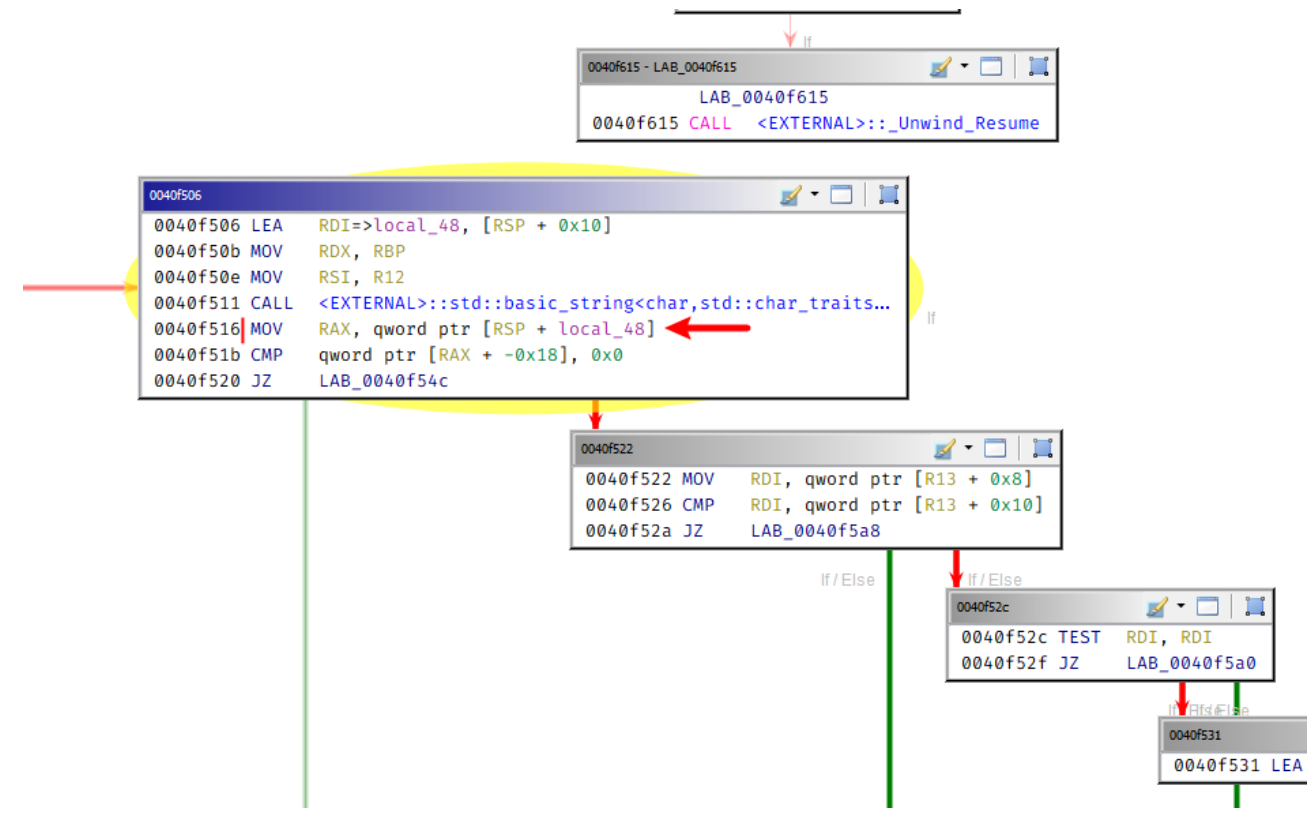 If
0040f615 - LAB_0040f615
LAB_0040f615
0040f615 CALL <EXTERNAL>::_Unwind_Resume
0040f506
0040f506 LEA RDI=>local_48, [RSP + 0x10]
0040f50b MOV RDX, RBP
0040f50e MOV RSI, R12
0040f511 CALL <EXTERNAL>::std::basic_string<char,std::char_traits...
0040f516 MOV RAX, qword ptr [RSP + local_48]
0040f51b CMP qword ptr [RAX + -0x18], 0x0
0040f520 JZ LAB_0040f54c
If
0040f522
0040f522 MOV RDI, qword ptr [R13 + 0x8]
0040f526 CMP RDI, qword ptr [R13 + 0x10]
0040f52a JZ LAB_0040f5a8
If / Else
If / Else
0040f52c
0040f52c TEST RDI, RDI
0040f52f JZ LAB_0040f5a0
0040f531
0040f531 LEA